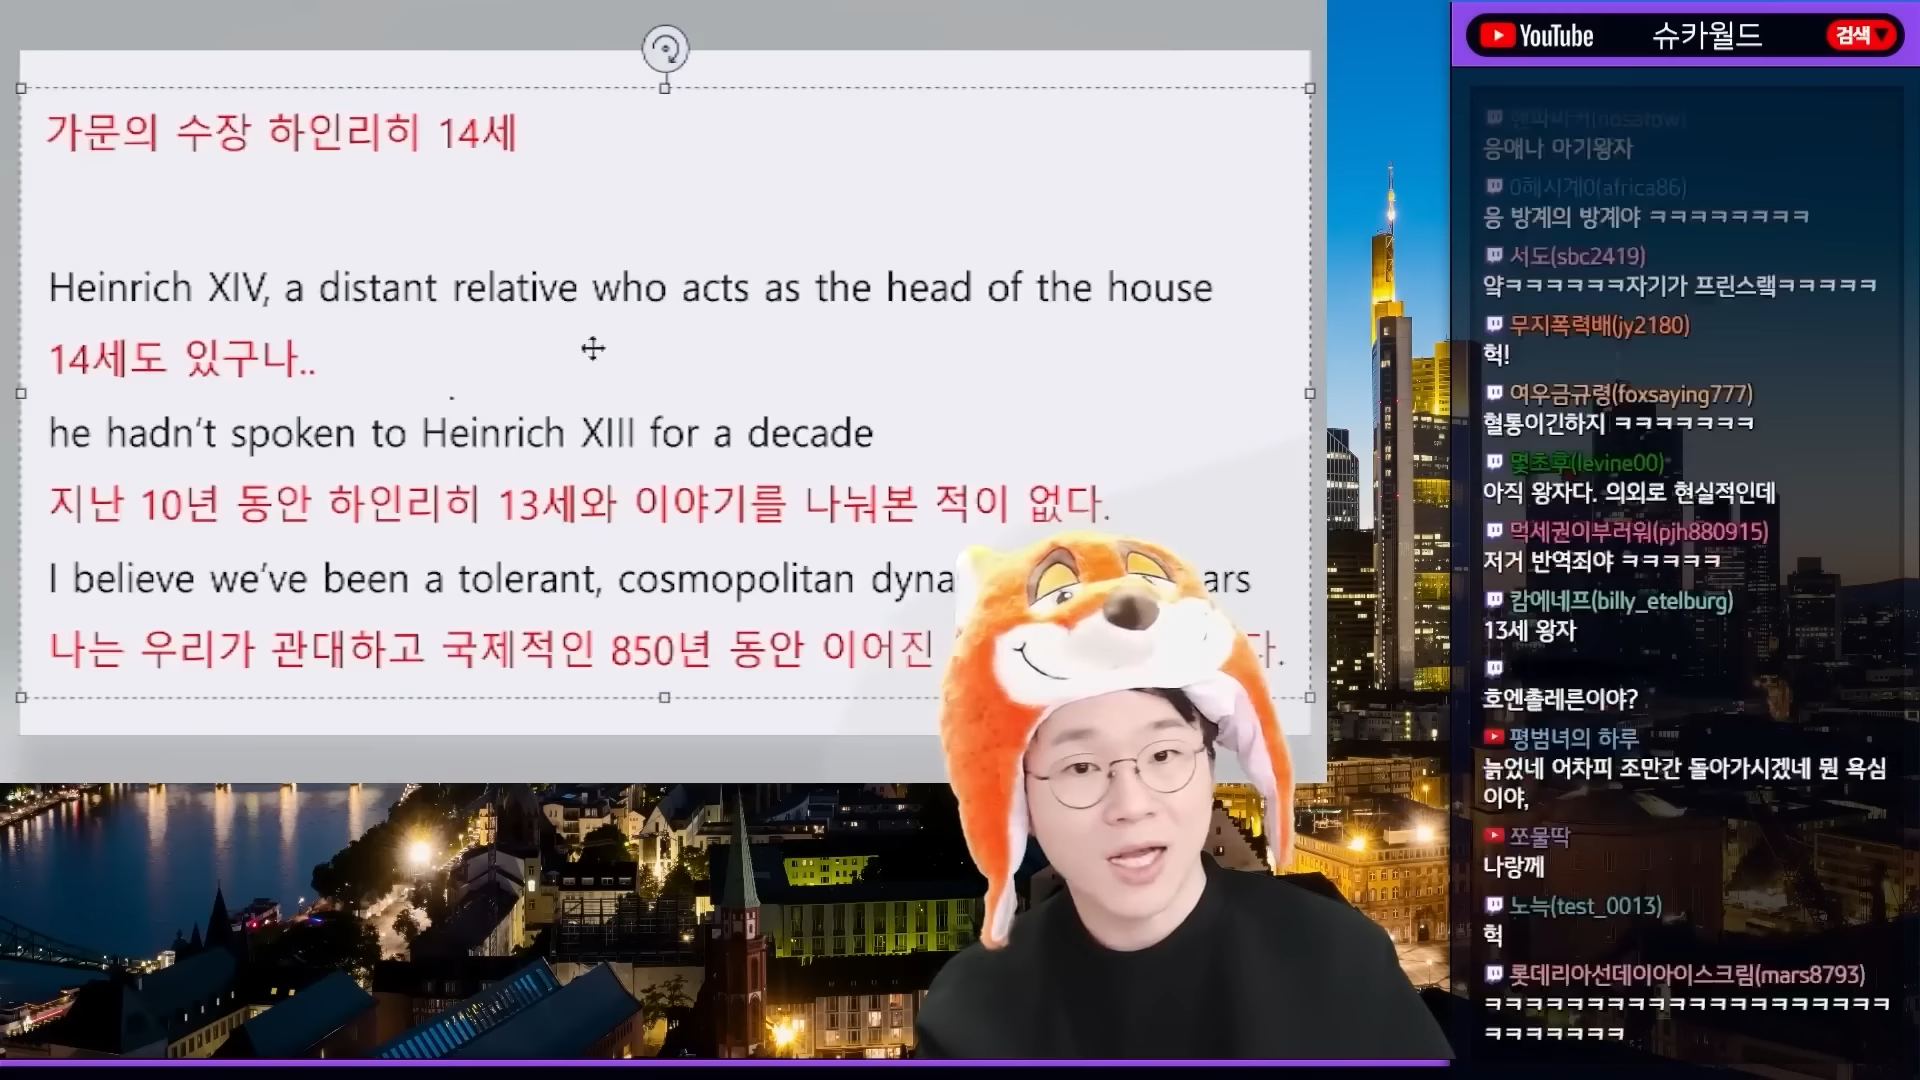 가문의 수장 하인리히 14세
Heinrich XIV, a distant relative who acts as the head of the house
14세도 있구나..
he hadn't spoken to Heinrich XIII for a decade
지난 10년 동안 하인리히 13세와 이야기를 나눠본 적이 없다.
I believe we've been a tolerant, cosmopolitan
나는 우리가 관대하고 국제적인 850년 동안 이어진
YouTube 슈카월드 검색
응애나 아기왕자
0해시계0(africa86)
응 방계의 방계야 ㅋㅋㅋㅋㅋㅋㅋㅋ
서도(sbc2419)
얔ㅋㅋㅋㅋㅋㅋ자기가 프린스랰ㅋㅋㅋㅋㅋ
무지폭력배(jy2180)
헉!
여우금규령(foxsaying777)
혈통이긴하지 ㅋㅋㅋㅋㅋㅋㅋ
몇초후(levine00)
아직 왕자다. 의외로 현실적인데
먹세권이부러워(pjh880915)
저거 반역죄야 ㅋㅋㅋㅋㅋ
캄에네프(billy_etelburg)
13세 왕자
호엔촐레른이야?
평범녀의 하루
늙었네 어차피 조만간 돌아가시겠네 뭔 욕심
이야,
쪼물딱
나랑께
노늑(test_0013)
헉
롯데리아선데이아이스크림(mars8793)
ㅋㅋㅋㅋㅋㅋㅋㅋㅋㅋㅋㅋㅋㅋㅋㅋㅋㅋㅋㅋ
ㅋㅋㅋㅋㅋㅋㅋ